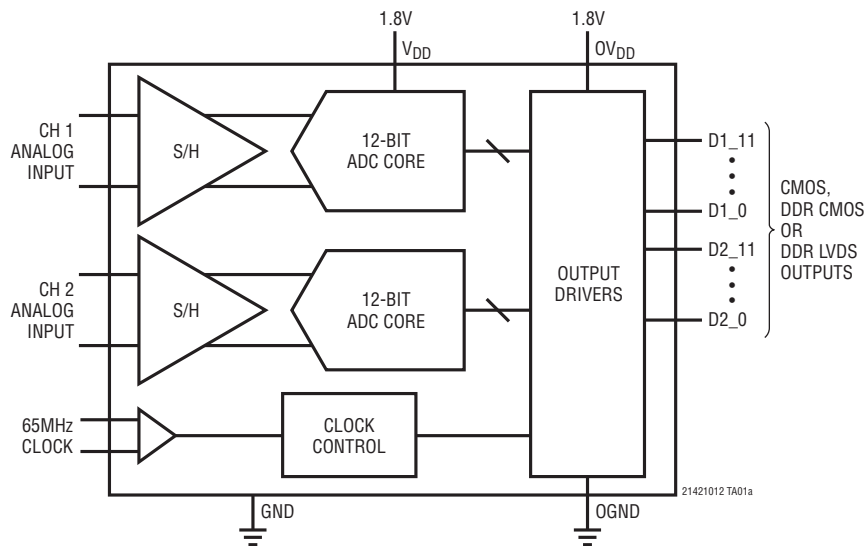 1.8V
1.8V
VDD
OVDD
CH 1
ANALOG
INPUT
S/H
12-BIT
ADC CORE
D1_11
D1_0
CH 2
ANALOG
INPUT
S/H
12-BIT
ADC CORE
OUTPUT
DRIVERS
D2_11
D2_0
CMOS,
DDR CMOS
OR
DDR LVDS
OUTPUTS
65MHz
CLOCK
CLOCK
CONTROL
21421012 TA01a
GND
OGND